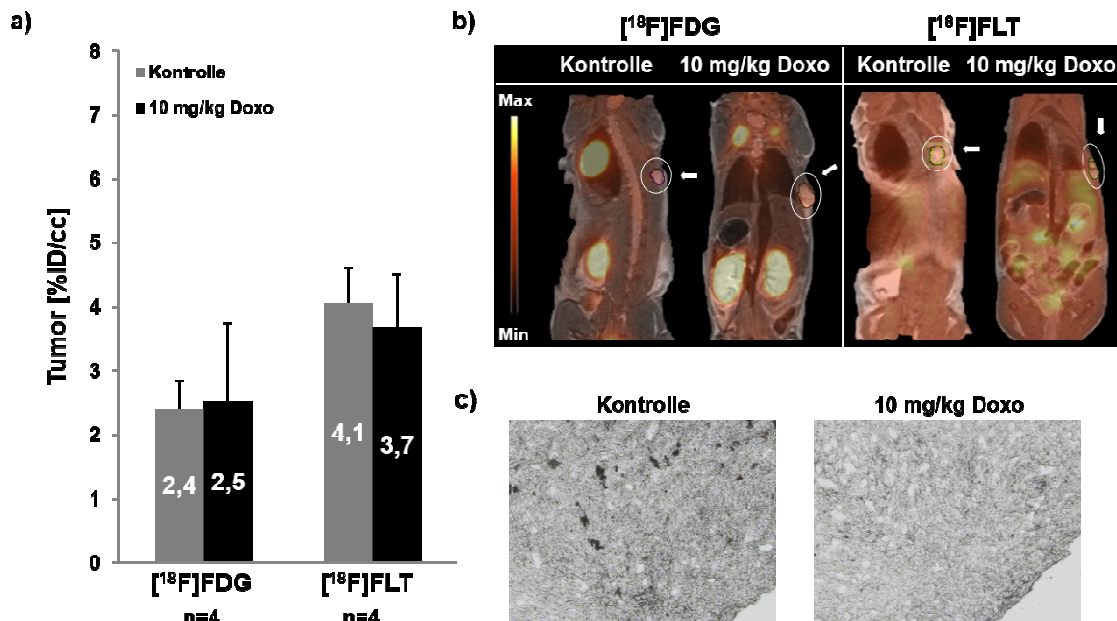 a)
8
7
6
5
4
3
2
1
0
Tumor [%ID/cc]
Kontrolle
10 mg/kg Doxo
2,4
2,5
4,1
3,7
[¹⁸F]FDG
[¹⁸F]FLT
n=4
n=4
b)
[¹⁸F]FDG
[¹⁸F]FLT
Kontrolle
10 mg/kg Doxo
Kontrolle
10 mg/kg Doxo
Max
Min
c)
Kontrolle
10 mg/kg Doxo